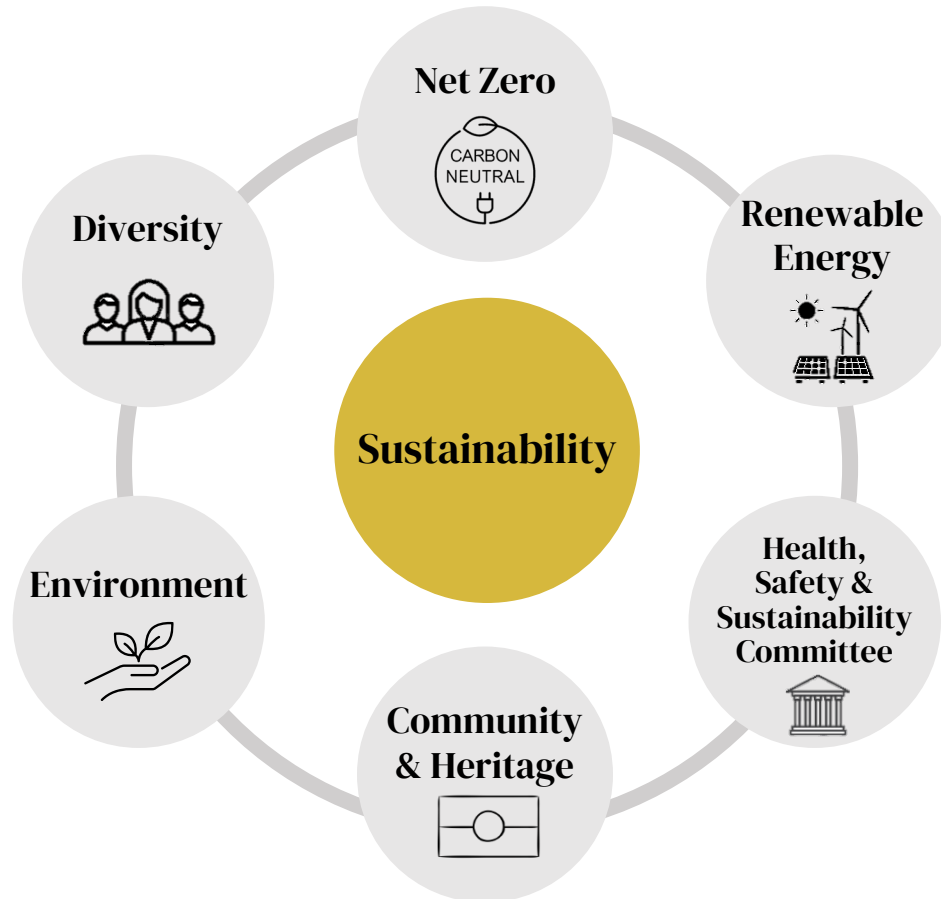 Net Zero
CARBON
NEUTRAL
Renewable
Energy
Health,
Safety &
Sustainability
Committee
Community
& Heritage
Environment
Diversity
Sustainability